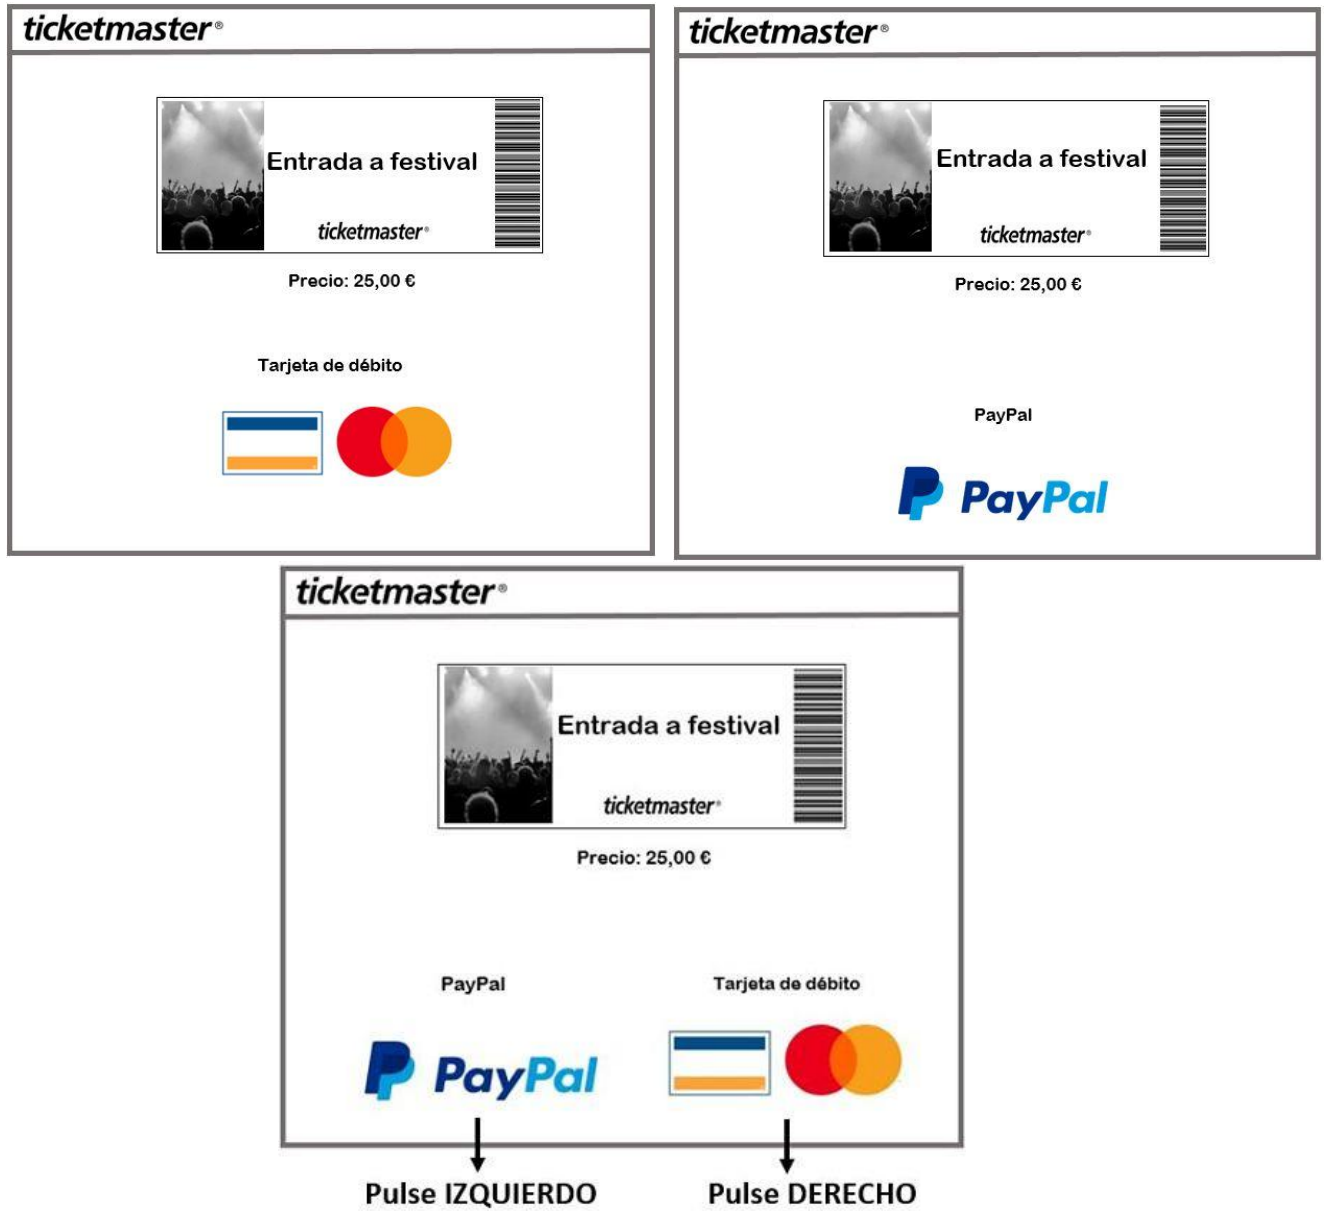 ticketmaster®
Entrada a festival
ticketmaster®
Precio: 25,00 €
Tarjeta de débito
ticketmaster®
Entrada a festival
ticketmaster®
Precio: 25,00 €
PayPal
PayPal
ticketmaster®
Entrada a festival
ticketmaster®
Precio: 25,00 €
PayPal
Tarjeta de débito
PayPal
Pulse IZQUIERDO
Pulse DERECHO